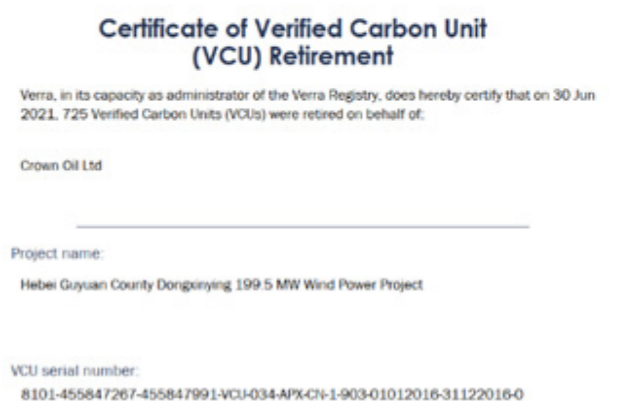 Certificate of Verified Carbon Unit
(VCU) Retirement
Verra, in its capacity as administrator of the Verra Registry, does hereby certify that on 30 Jun
2021, 725 Verified Carbon Units (VCUs) were retired on behalf of:
Crown Oil Ltd
Project name:
Hebei Guyuan County Dongxinying 199.5 MW Wind Power Project
VCU serial number:
8101-455847267-455847991-VCU-034-APX-CN-1-903-01012016-31122016-0